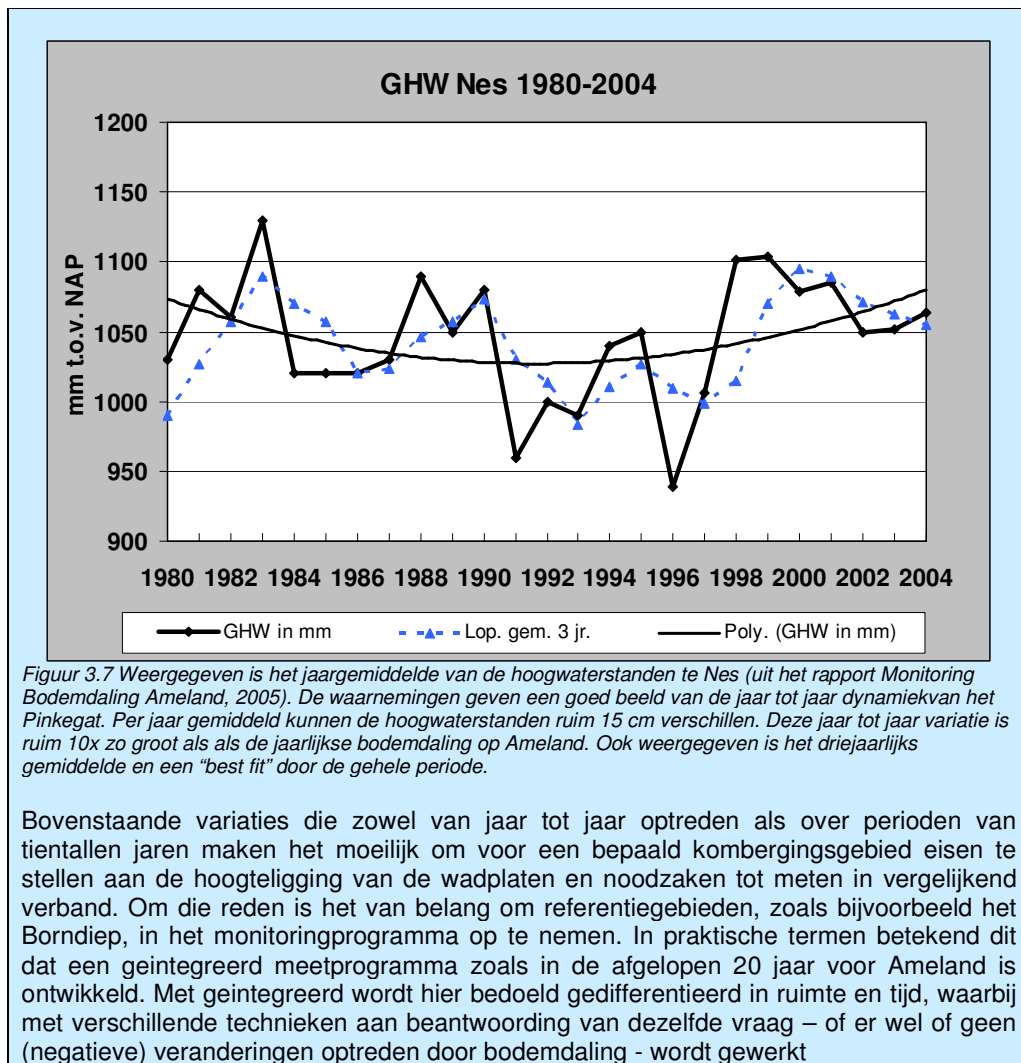 GHW Nes 1980-2004
1200
1150
1100
1050
1000
950
900
mm t.o.v. NAP
1980 1982 1984 1986 1988 1990 1992 1994 1996 1998 2000 2002 2004
GHW in mm Lop. gem. 3 jr. Poly. (GHW in mm)
Figuur 3.7 Weergegeven is het jaargemiddelde van de hoogwaterstanden te Nes (uit het rapport Monitoring
Bodemdaling Ameland, 2005). De waarnemingen geven een goed beeld van de jaar tot jaar dynamiekvan het
Pinkegat. Per jaar gemiddeld kunnen de hoogwaterstanden ruim 15 cm verschillen. Deze jaar tot jaar variatie is
ruim 10x zo groot als als de jaarlijkse bodemdaling op Ameland. Ook weergegeven is het driejaarlijks
gemiddelde en een “best fit” door de gehele periode.
Bovenstaande variaties die zowel van jaar tot jaar optreden als over perioden van
tientallen jaren maken het moeilijk om voor een bepaald kombergingsgebied eisen te
stellen aan de hoogteligging van de wadplaten en noodzaken tot meten in vergelijkend
verband. Om die reden is het van belang om referentiegebieden, zoals bijvoorbeeld het
Borndiep, in het monitoringprogramma op te nemen. In praktische termen betekend dit
dat een geintegreerd meetprogramma zoals in de afgelopen 20 jaar voor Ameland is
ontwikkeld. Met geintegreerd wordt hier bedoeld gedifferentieerd in ruimte en tijd, waarbij
met verschillende technieken aan beantwoording van dezelfde vraag – of er wel of geen
(negatieve) veranderingen optreden door bodemdaling - wordt gewerkt